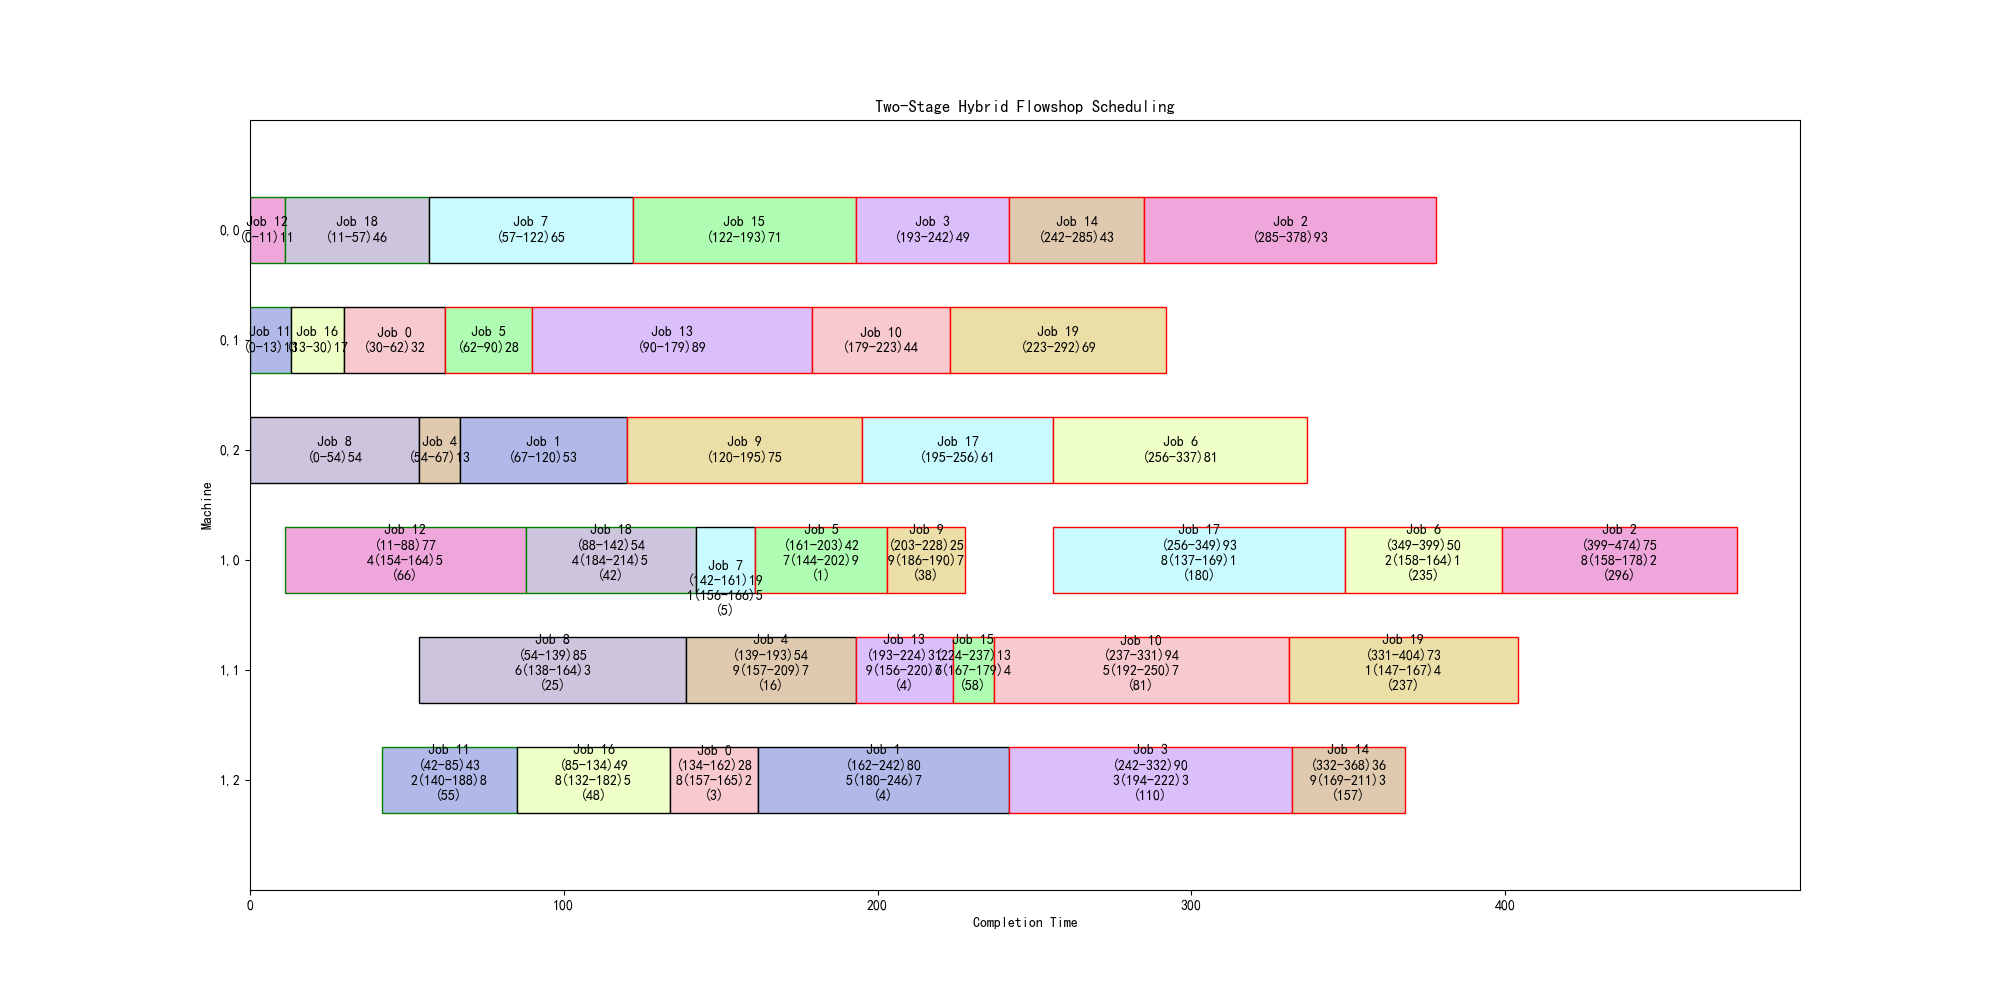 Two-Stage Hybrid Flowshop Scheduling
0,0
Job 12
(0-11)11
Job 18
(11-57)46
Job 7
(57-122)65
Job 15
(122-193)71
Job 3
(193-242)49
Job 14
(242-285)43
Job 2
(285-378)93
0,1
Job 11
(0-13)13
Job 16
(13-30)17
Job 0
(30-62)32
Job 5
(62-90)28
Job 13
(90-179)89
Job 10
(179-223)44
Job 19
(223-292)69
0,2
Job 8
(0-54)54
Job 4
(54-67)13
Job 1
(67-120)53
Job 9
(120-195)75
Job 17
(195-256)61
Job 6
(256-337)81
Machine
1,0
Job 12
(11-88)77
4(154-164)5
(66)
Job 18
(88-142)54
4(184-214)5
(42)
Job 7
(142-161)19
1(156-166)5
(5)
Job 5
(161-203)42
7(144-202)9
(1)
Job 9
(203-228)25
9(186-190)7
(38)
Job 17
(256-349)93
8(137-169)1
(180)
Job 6
(349-399)50
2(158-164)1
(235)
Job 2
(399-474)75
8(158-178)2
(296)
1,1
Job 8
(54-139)85
6(138-164)3
(25)
Job 4
(139-193)54
9(157-209)7
(16)
Job 13
(193-224)31
9(156-220)
(4)
Job 15
(224-237)13
(167-179)4
(58)
Job 10
(237-331)94
5(192-250)7
(81)
Job 19
(331-404)73
1(147-167)4
(237)
1,2
Job 11
(42-85)43
2(140-188)8
(55)
Job 16
(85-134)49
8(132-182)5
(48)
Job 0
(134-162)28
8(157-165)2
(3)
Job 1
(162-242)80
5(180-246)7
(4)
Job 3
(242-332)90
3(194-222)3
(110)
Job 14
(332-368)36
9(169-211)3
(157)
0
100
200
300
400
Completion Time